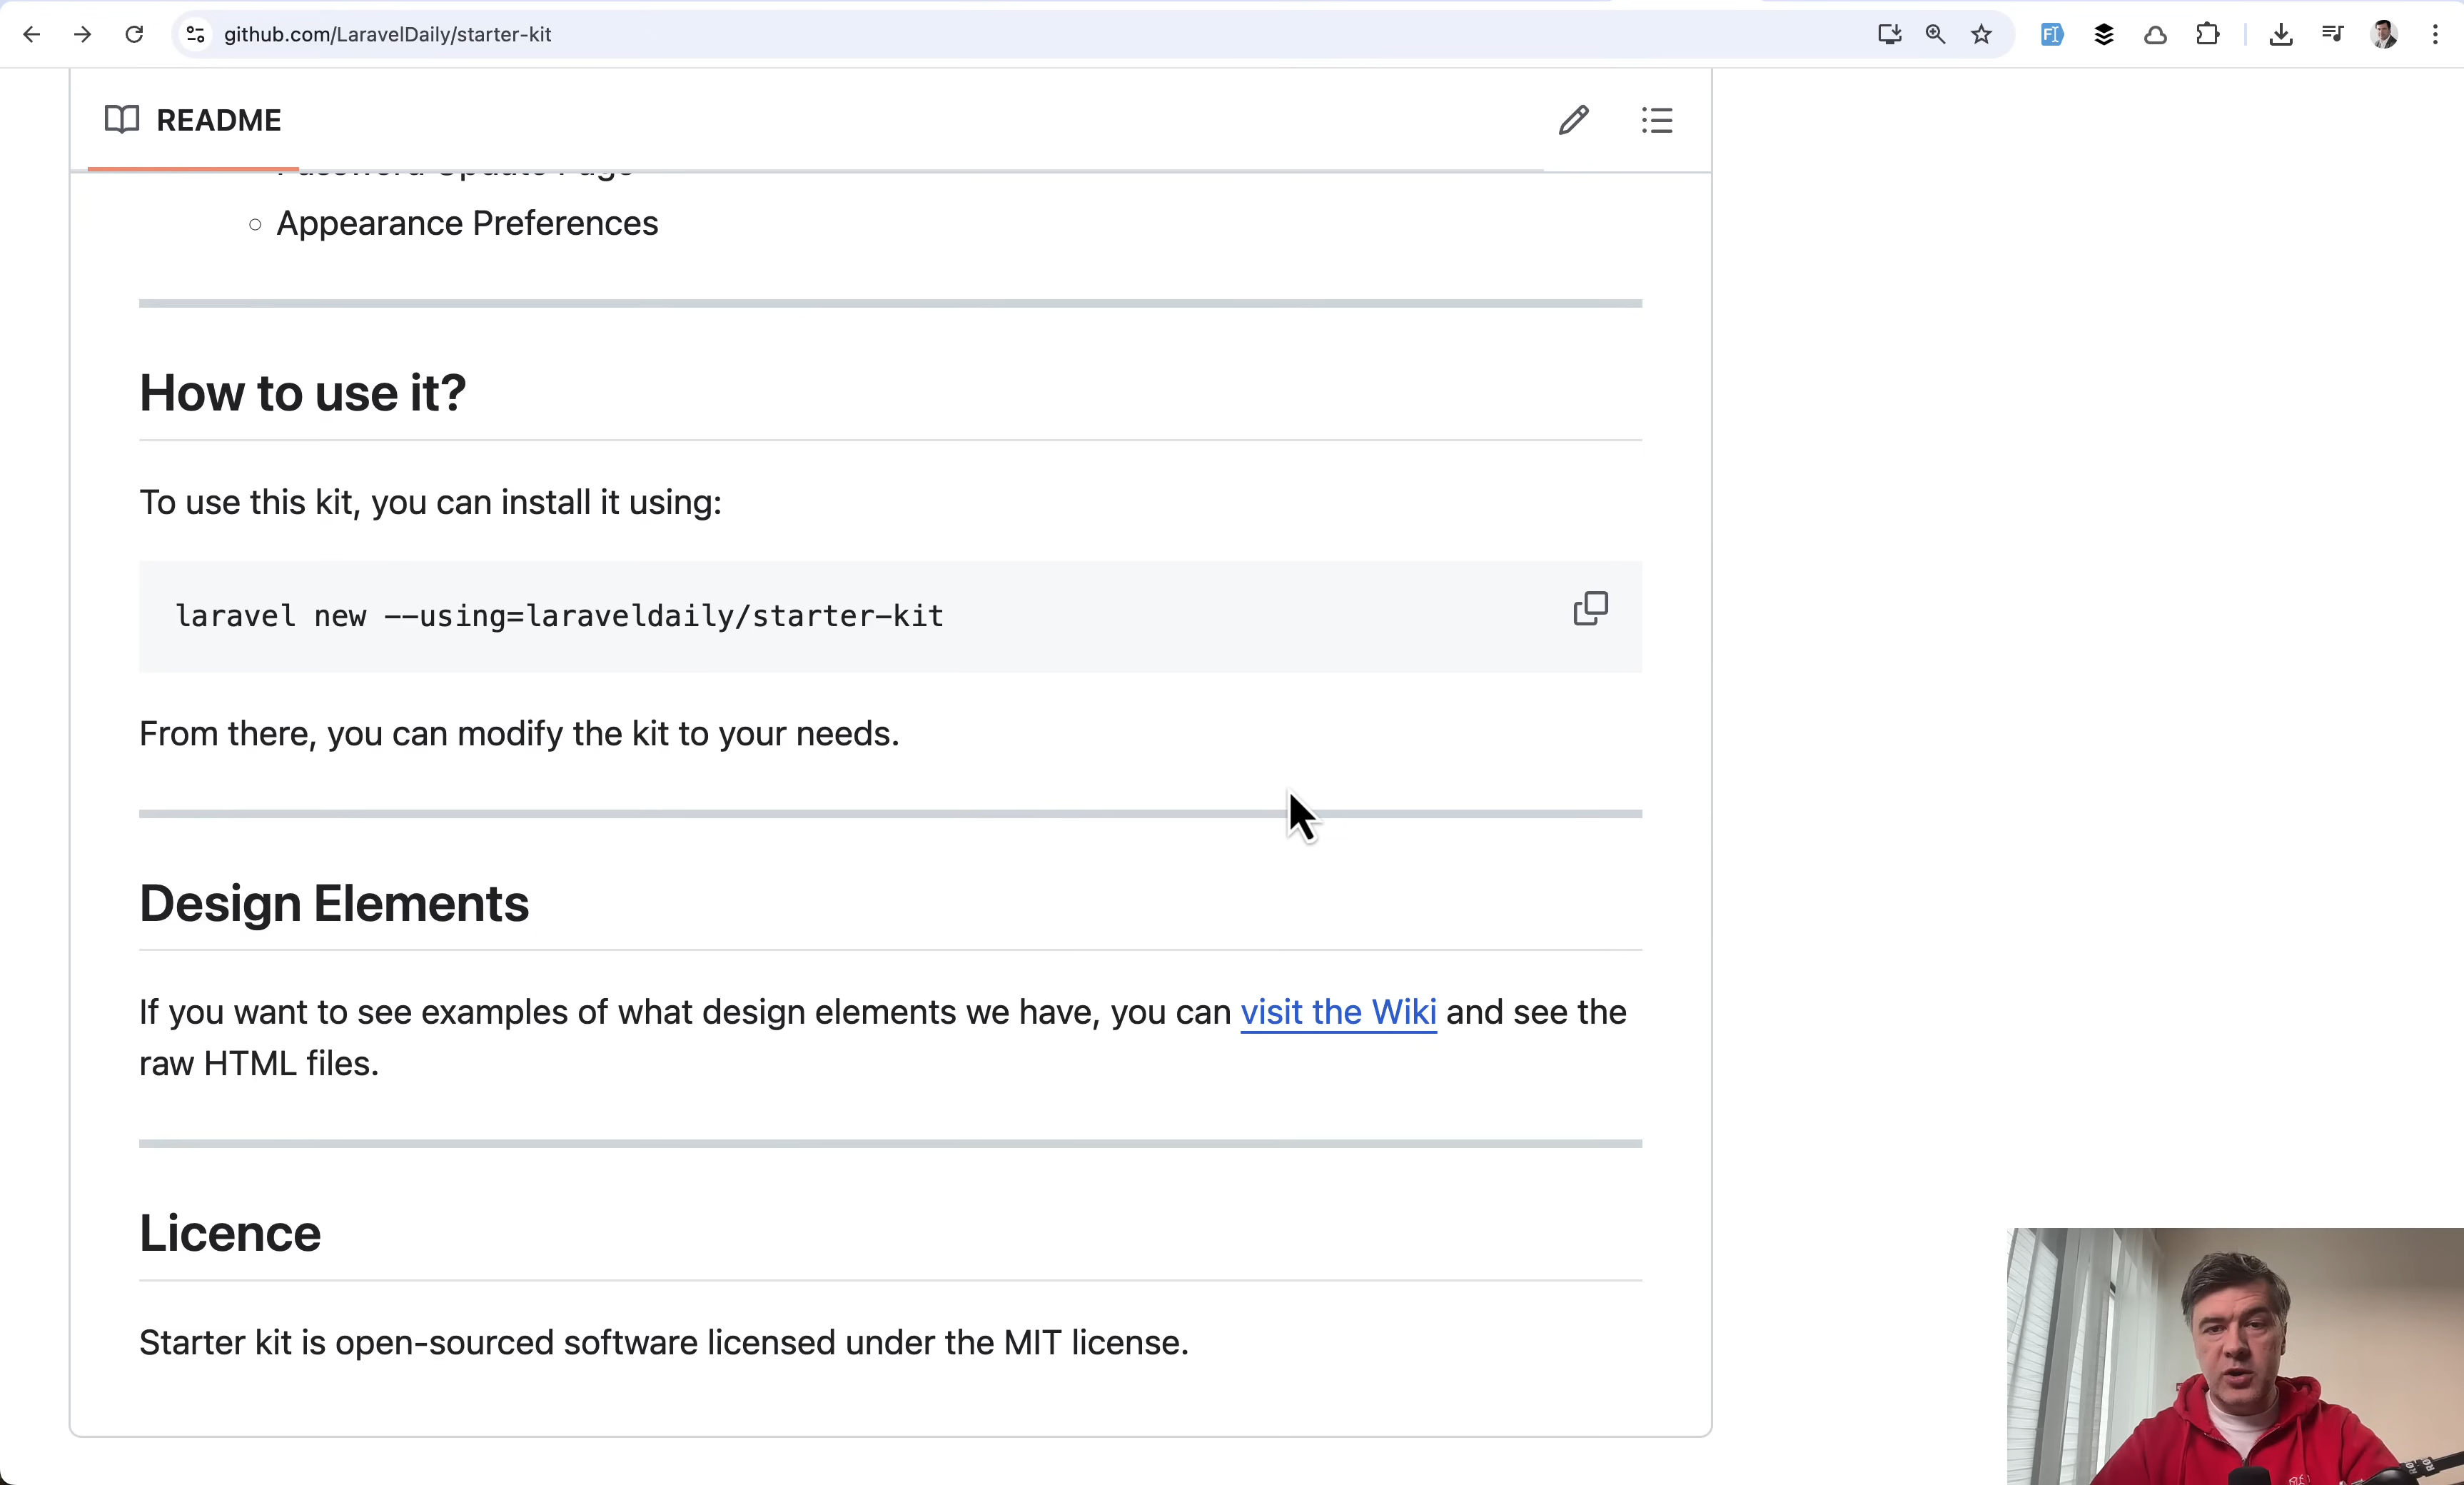 github.com/LaravelDaily/starter-kit
README
Password Update Page
Appearance Preferences
How to use it?
To use this kit, you can install it using:
laravel new --using=laraveldaily/starter-kit
From there, you can modify the kit to your needs.
Design Elements
If you want to see examples of what design elements we have, you can visit the Wiki and see the
raw HTML files.
Licence
Starter kit is open-sourced software licensed under the MIT license.